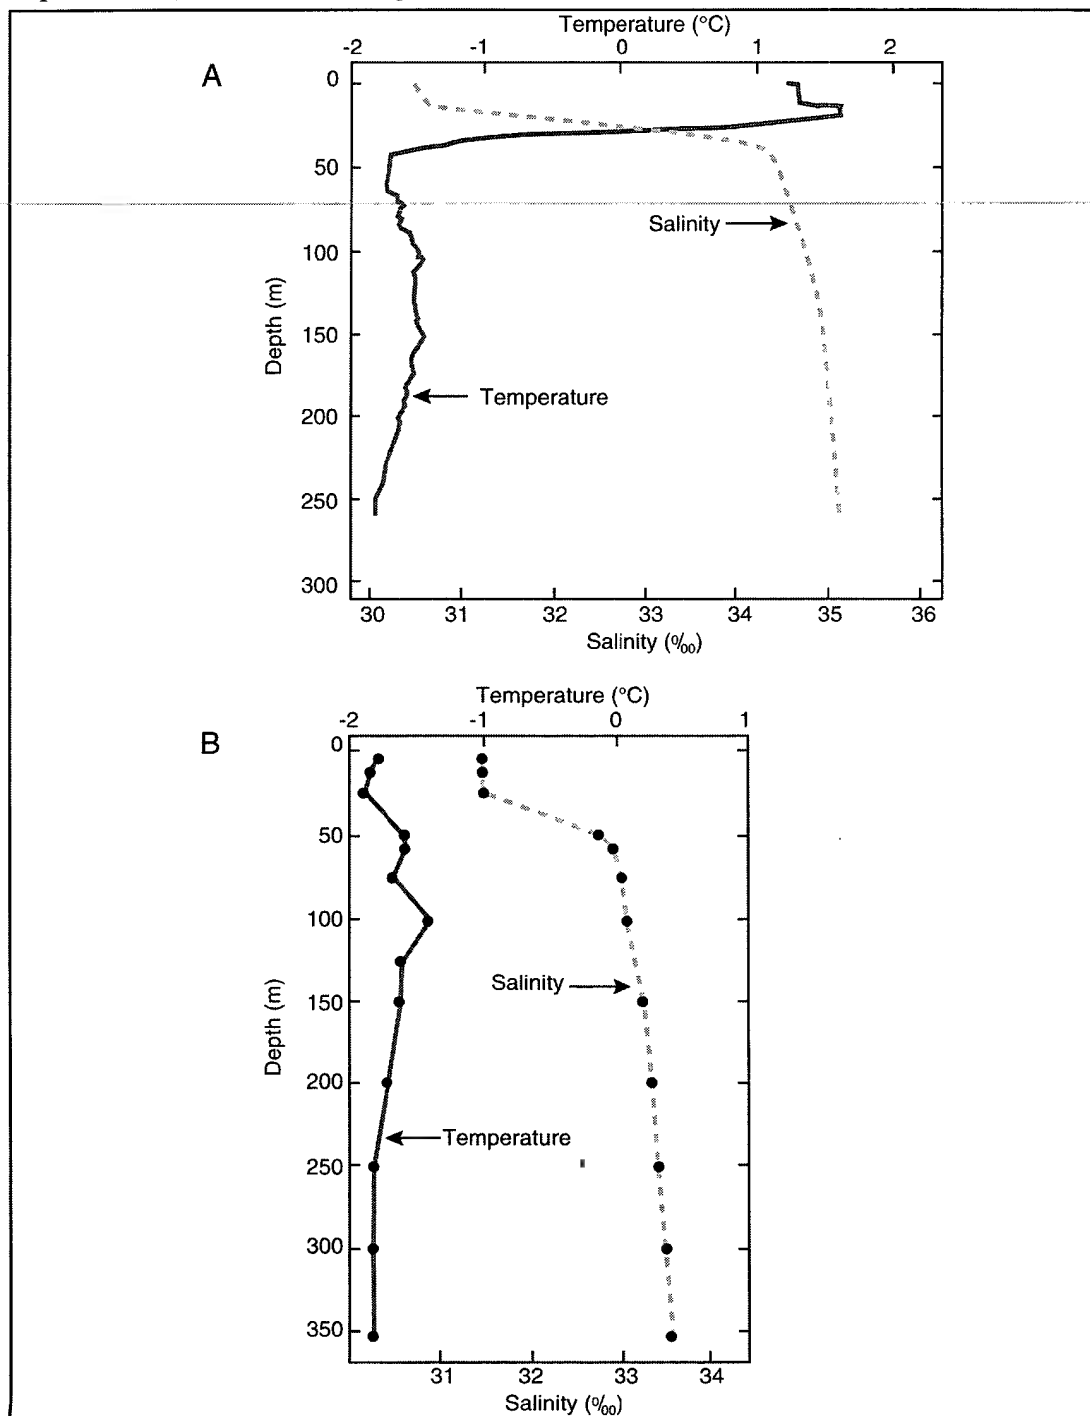 Temperature (°C)
-2 -1 0 1 2
A
0
50
100
150
200
250
300
Depth (m)
Salinity
Temperature
30 31 32 33 34 35 36
Salinity (‰)
Temperature (°C)
-2 -1 0 1
B
0
50
100
150
200
250
300
350
Depth (m)
Salinity
Temperature
31 32 33 34
Salinity (‰)